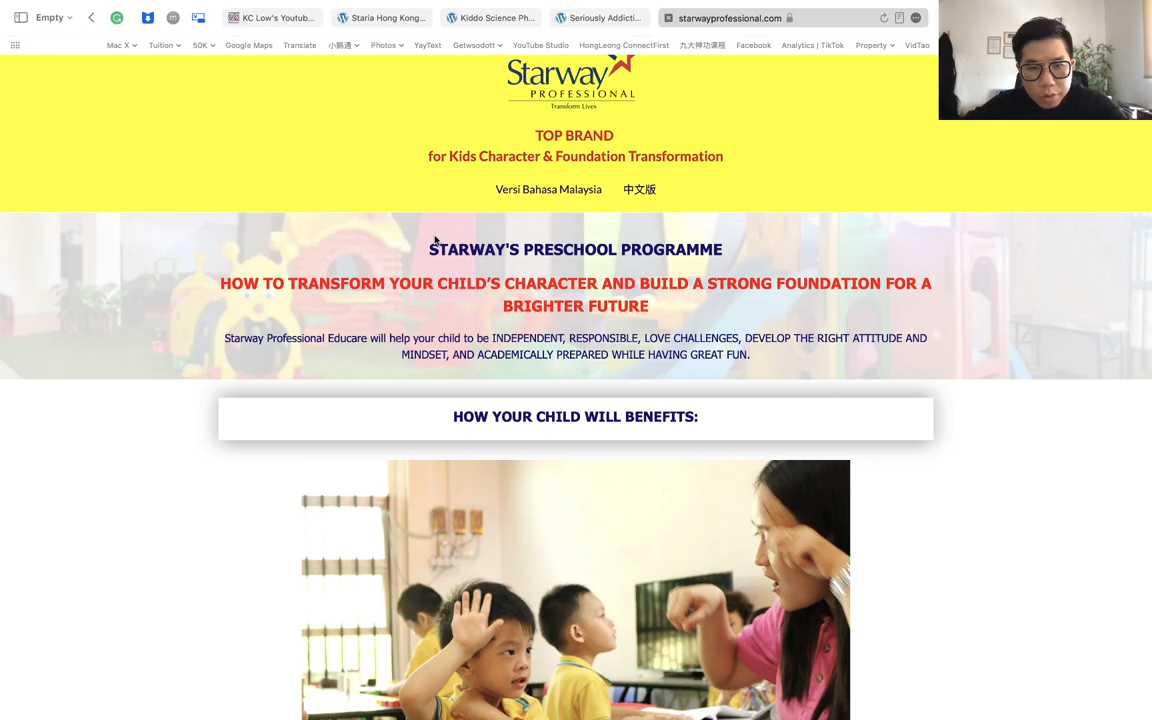 Empty
KC Low's Youtub...
Staria Hong Kong...
Kiddo Science Ph...
Seriously Addicti...
starwayprofessional.com
Mac X
Tuition
50K
Google Maps
Translate
小鹅通
Photos
YayText
Getwsodott
YouTube Studio
HongLeong ConnectFirst
九大神功课程
Facebook
Analytics | TikTok
Property
VidTao
Starway
PROFESSIONAL
Transform Lives
TOP BRAND
for Kids Character & Foundation Transformation
Versi Bahasa Malaysia 中文版
STARWAY'S PRESCHOOL PROGRAMME
HOW TO TRANSFORM YOUR CHILD’S CHARACTER AND BUILD A STRONG FOUNDATION FOR A
BRIGHTER FUTURE
Starway Professional Educare will help your child to be INDEPENDENT, RESPONSIBLE, LOVE CHALLENGES, DEVELOP THE RIGHT ATTITUDE AND
MINDSET, AND ACADEMICALLY PREPARED WHILE HAVING GREAT FUN.
HOW YOUR CHILD WILL BENEFITS: